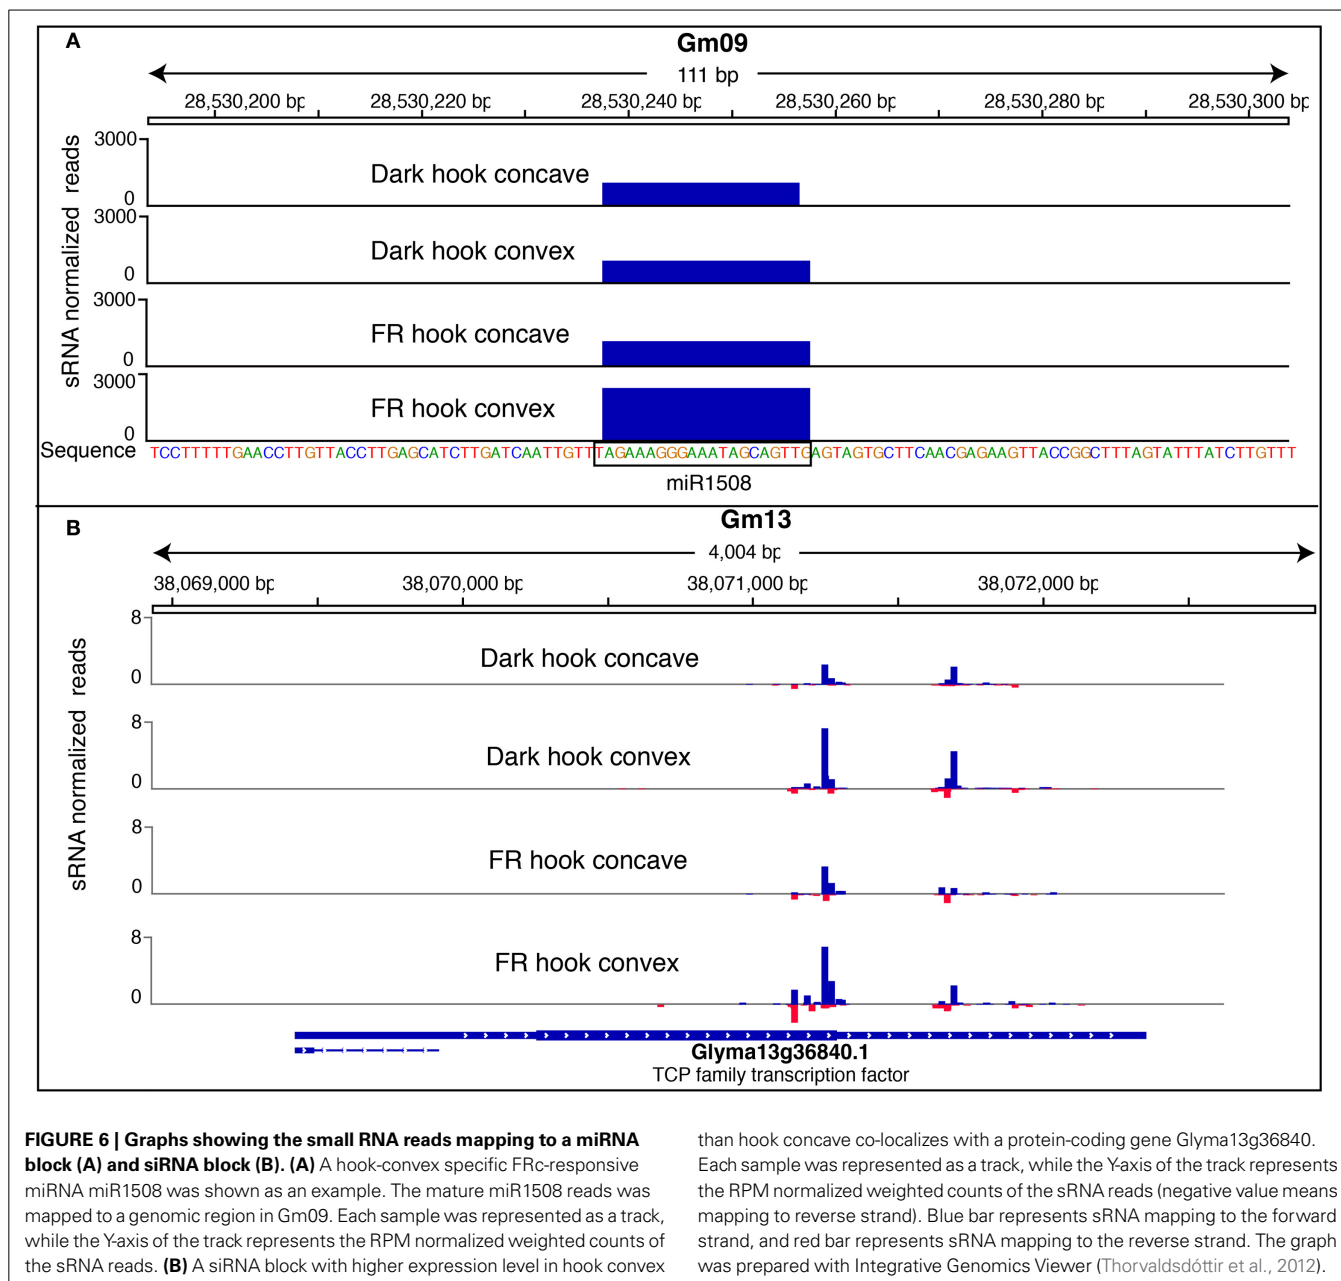 A
Gm09
111 bp
28,530,200 bp 28,530,220 bp 28,530,240 bp 28,530,260 bp 28,530,280 bp 28,530,300 bp
sRNA normalized reads
3000
Dark hook concave
0
3000
Dark hook convex
0
3000
FR hook concave
0
3000
FR hook convex
0
Sequence TCCTTTTTGAACCTTGTTACCTTGAGCATCTTGATCAATTGTTTAGAAAGGGAAATAGCAGTTGAGTAGTGCTTCAACGAGAAGTTACCGGCTTTAGTATTTATCTTGTTT
miR1508
B
Gm13
4,004 bp
38,069,000 bp 38,070,000 bp 38,071,000 bp 38,072,000 bp
sRNA normalized reads
8
Dark hook concave
0
8
Dark hook convex
0
8
FR hook concave
0
8
FR hook convex
0
Glyma13g36840.1
TCP family transcription factor
FIGURE 6 | Graphs showing the small RNA reads mapping to a miRNA
block (A) and siRNA block (B). (A) A hook-convex specific FRc-responsive
miRNA miR1508 was shown as an example. The mature miR1508 reads was
mapped to a genomic region in Gm09. Each sample was represented as a track,
while the Y-axis of the track represents the RPM normalized weighted counts of
the sRNA reads. (B) A siRNA block with higher expression level in hook convex
than hook concave co-localizes with a protein-coding gene Glyma13g36840.
Each sample was represented as a track, while the Y-axis of the track represents
the RPM normalized weighted counts of the sRNA reads (negative value means
mapping to reverse strand). Blue bar represents sRNA mapping to the forward
strand, and red bar represents sRNA mapping to the reverse strand. The graph
was prepared with Integrative Genomics Viewer (Thorvaldsdóttir et al., 2012).